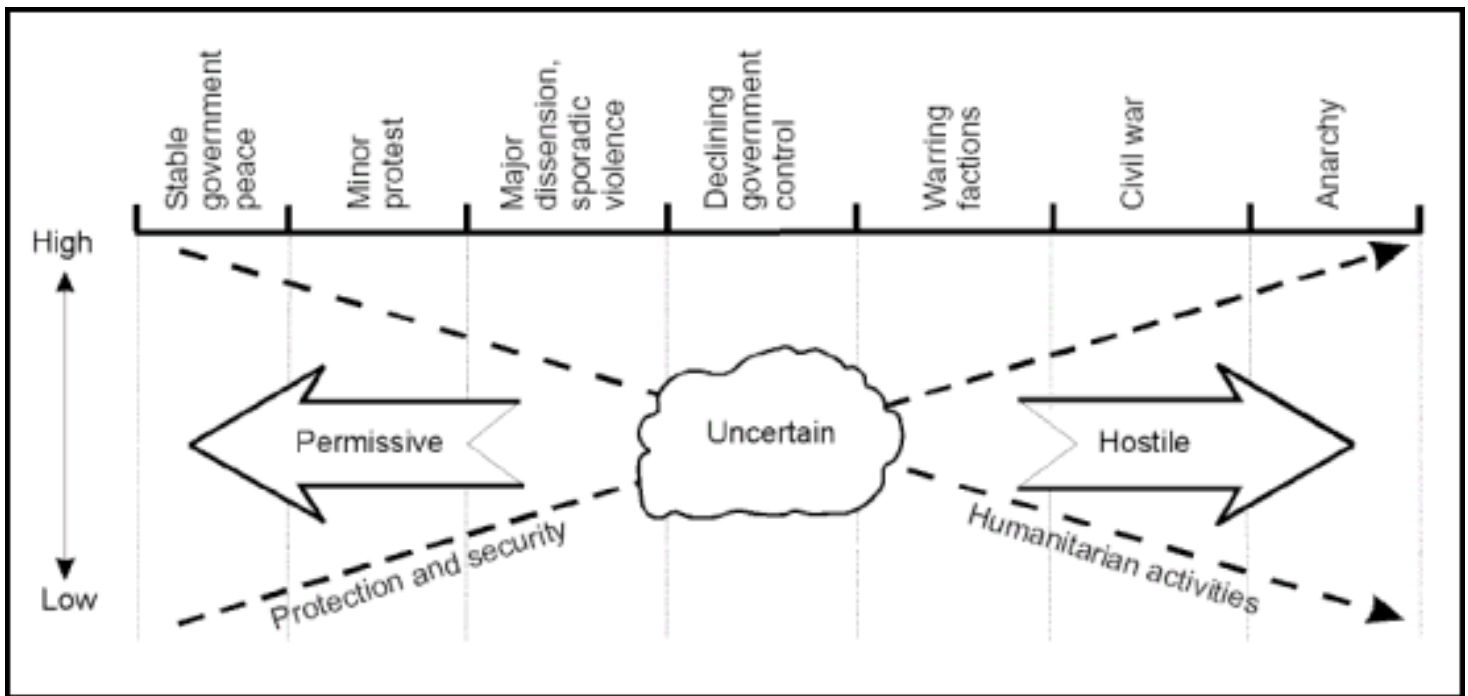 Stable
government
peace
Minor
protest
Major
dissension,
sporadic
violence
Declining
government
control
Warring
factions
Civil war
Anarchy
High
Low
Permissive
Uncertain
Hostile
Protection and security
Humanitarian activities